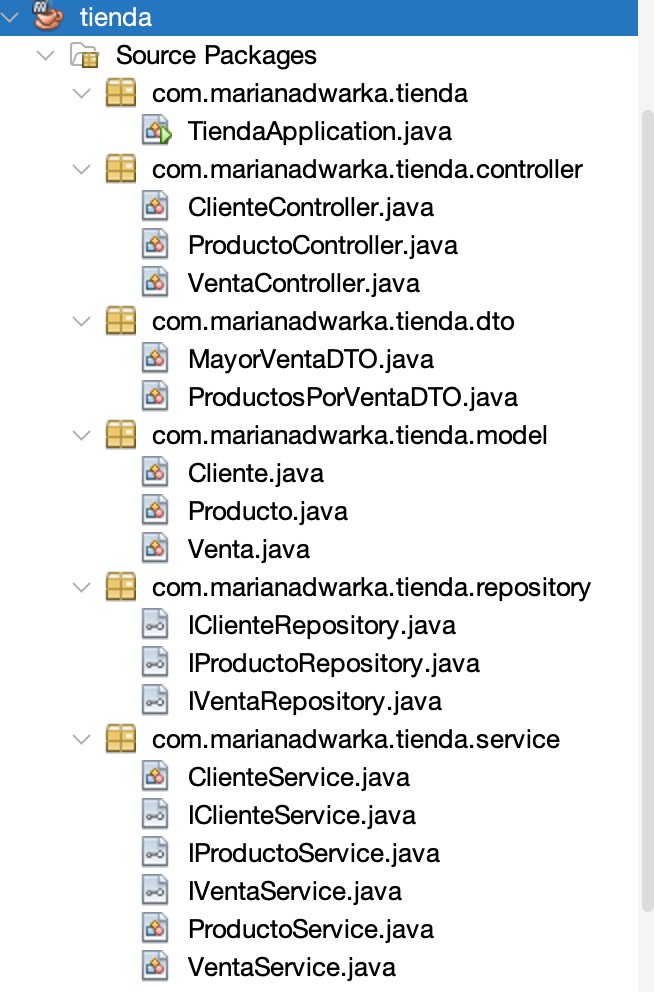 tienda
Source Packages
com.marianadwarka.tienda
TiendaApplication.java
com.marianadwarka.tienda.controller
ClienteController.java
ProductoController.java
VentaController.java
com.marianadwarka.tienda.dto
MayorVentaDTO.java
ProductosPorVentaDTO.java
com.marianadwarka.tienda.model
Cliente.java
Producto.java
Venta.java
com.marianadwarka.tienda.repository
IClienteRepository.java
IProductoRepository.java
IVentaRepository.java
com.marianadwarka.tienda.service
ClienteService.java
IClienteService.java
IProductoService.java
IVentaService.java
ProductoService.java
VentaService.java